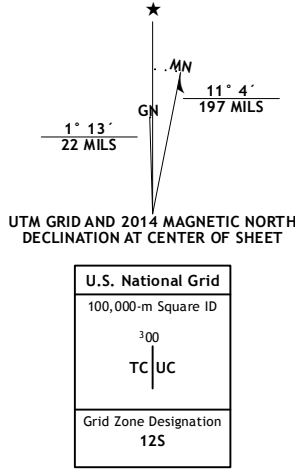 ★
MN
GN
11° 4´
197 MILS
1° 13´
22 MILS
UTM GRID AND 2014 MAGNETIC NORTH
DECLINATION AT CENTER OF SHEET
U.S. National Grid
100,000-m Square ID
³00
TC UC
Grid Zone Designation
12S